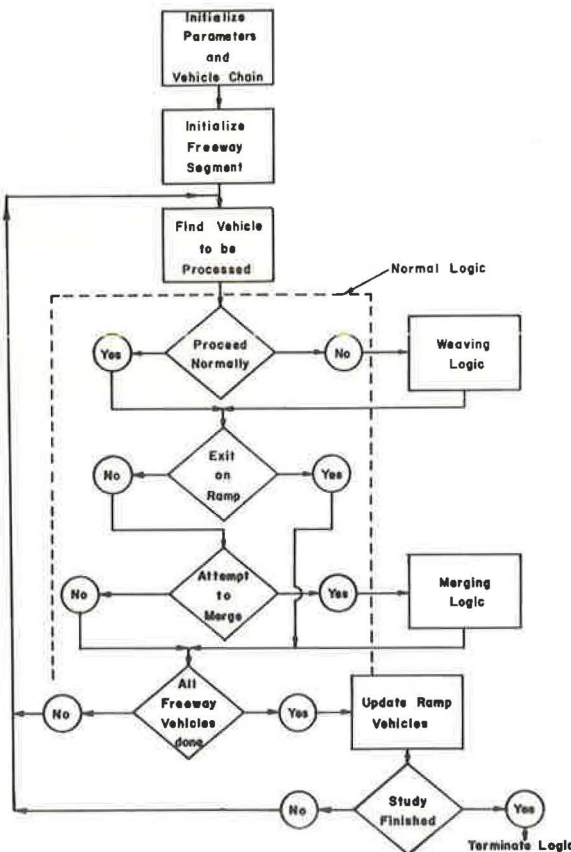 Initialize
Parameters
and
Vehicle Chain
Initialize
Freeway
Segment
Find Vehicle
to be
Processed
Normal Logic
Yes
Proceed
Normally
No
Weaving
Logic
No
Exit
on
Ramp
Yes
No
Attempt
to
Merge
Yes
Merging
Logic
No
All
Freeway
Vehicles
done
Yes
Update Ramp
Vehicles
No
Study
Finished
Yes
Terminate Logic